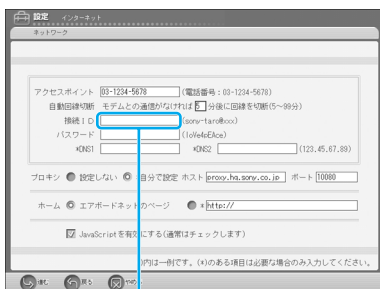 設定 インターネット
ネットワーク
アクセスポイント 03-1234-5678 (電話番号：03-1234-5678)
自動回線切断 モデムとの通信がなければ 5 分後に回線を切断(5～99分)
接続ID (sony-taro@xxx)
パスワード (IoVe4pEAce)
*DNS1 *DNS2 (123.45.67.89)
プロキシ 設定しない 自分で設定 ホスト proxy.hq.sony.co.jp ポート 10080
ホーム エアボードネットのページ * http://
JavaScriptを有効にする(通常はチェックします)
)内は一例です。(*)のある項目は必要な場合のみ入力してください。
進む 戻る やめる